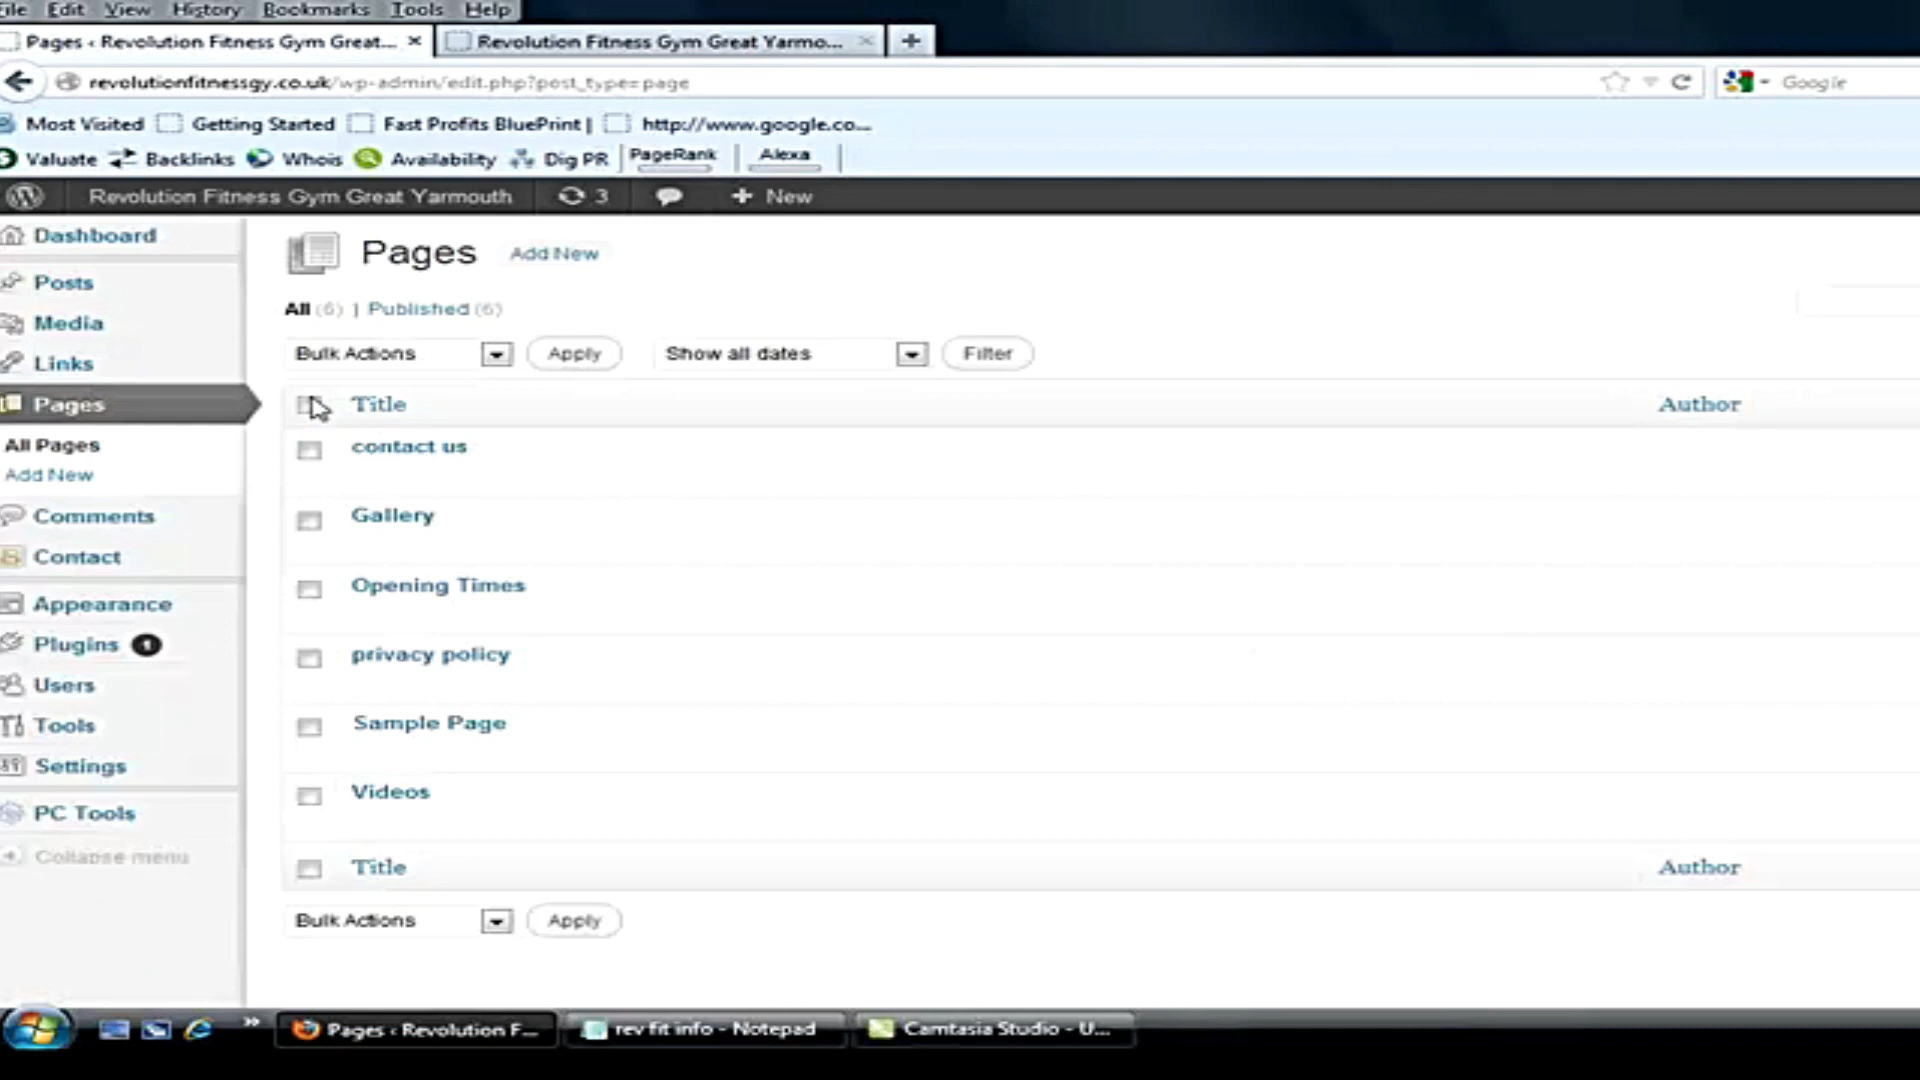 File Edit View History Bookmarks Tools Help
Pages ‹ Revolution Fitness Gym Great... × Revolution Fitness Gym Great Yarmo... × +
revolutionfitnessgy.co.uk/wp-admin/edit.php?post_type=page Google
Most Visited Getting Started Fast Profits BluePrint | http://www.google.co...
Valuate Backlinks Whois Availability Dig PR PageRank Alexa
Revolution Fitness Gym Great Yarmouth 3 + New
Dashboard
Posts
Media
Links
Pages
All Pages
Add New
Comments
Contact
Appearance
Plugins 1
Users
Tools
Settings
PC Tools
Collapse menu
Pages Add New
All (6) | Published (6)
Bulk Actions Apply Show all dates Filter
Title Author
contact us
Gallery
Opening Times
privacy policy
Sample Page
Videos
Title Author
Bulk Actions Apply
» Pages ‹ Revolution F... rev fit info - Notepad Camtasia Studio - U...